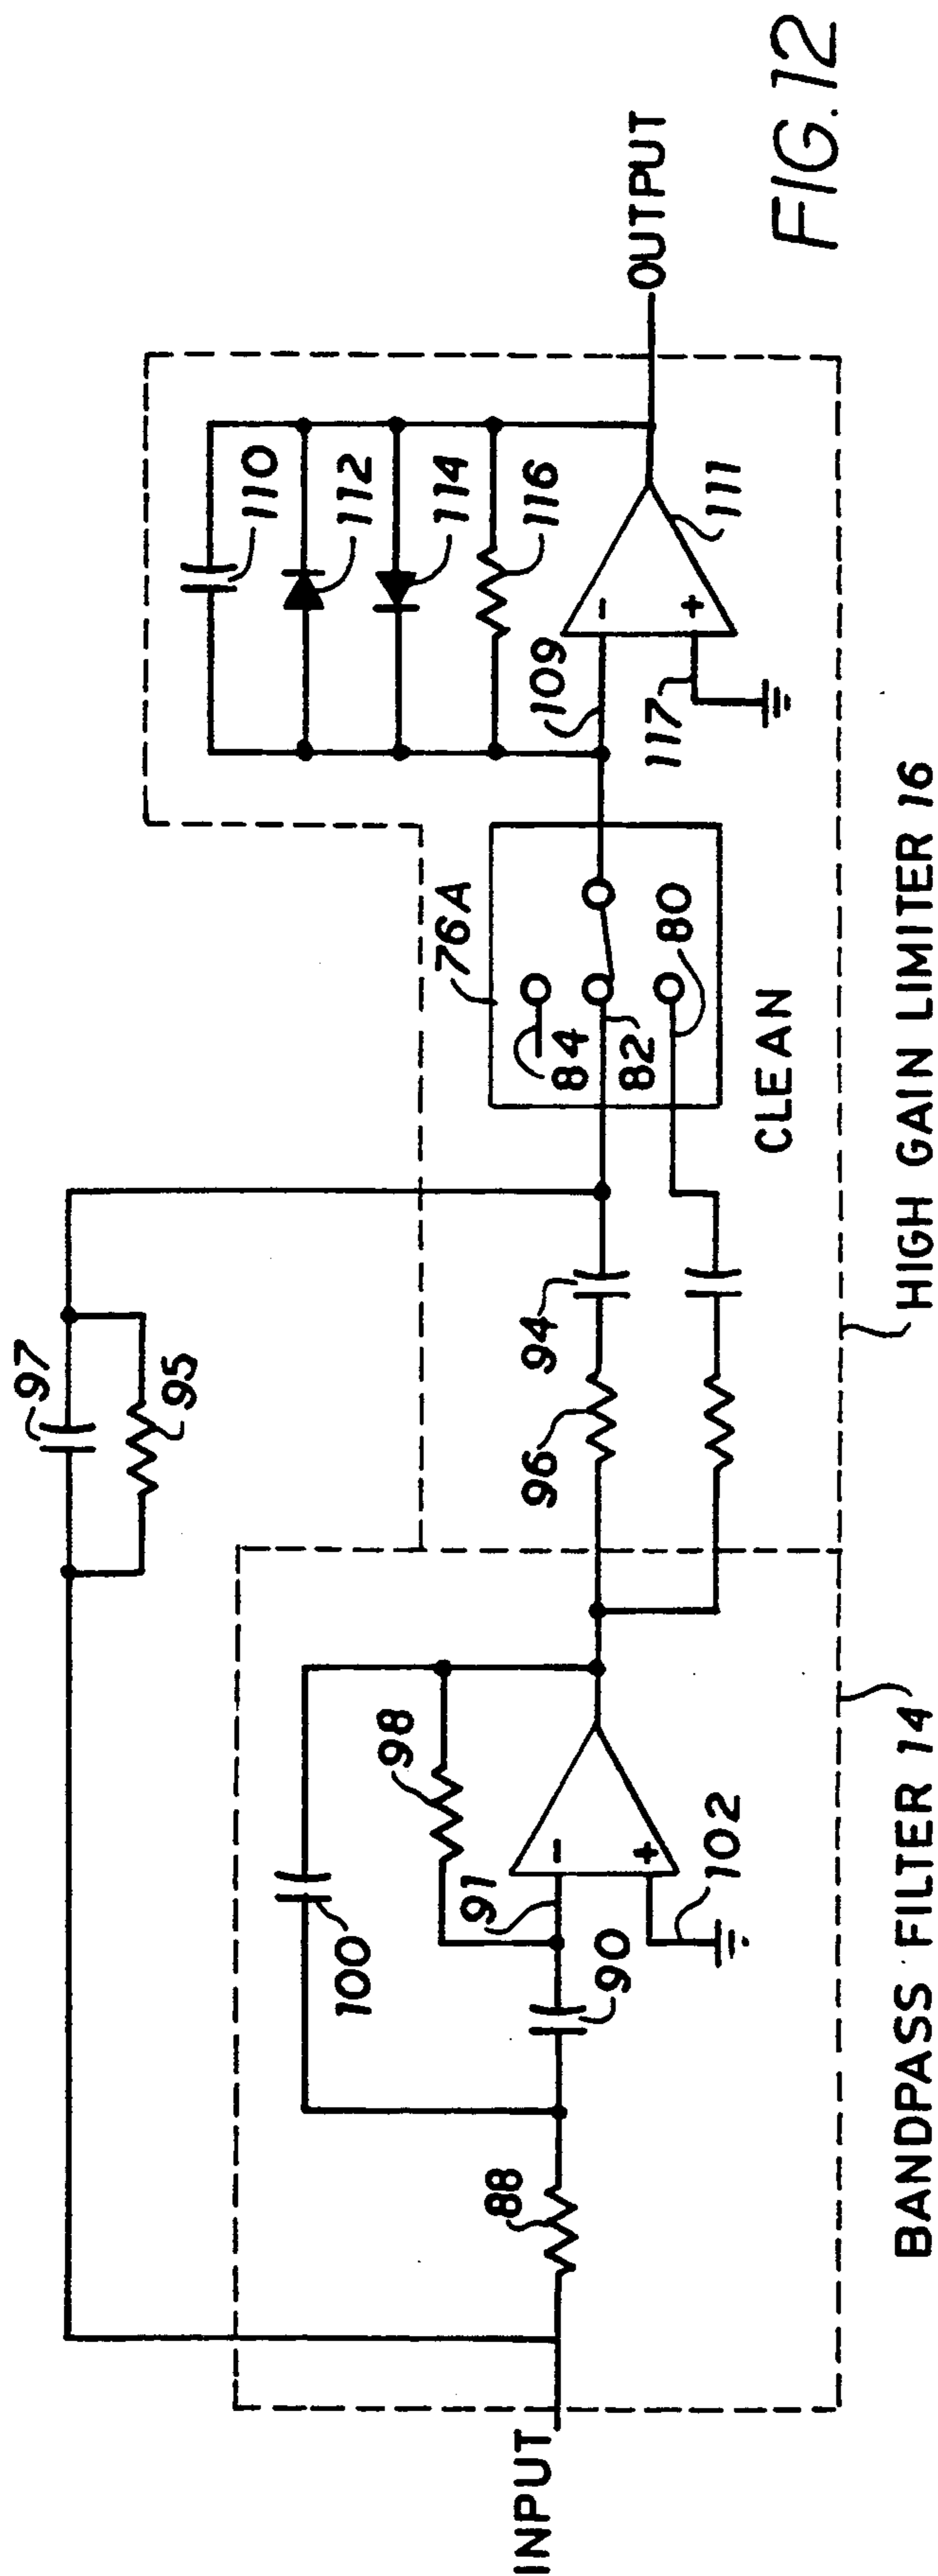 FIG. 12
INPUT
OUTPUT
97
95
100
98
88
91
90
102
96
94
76A
84
82
80
CLEAN
110
112
114
116
109
117
111
BANDPASS FILTER 14
HIGH GAIN LIMITER 16